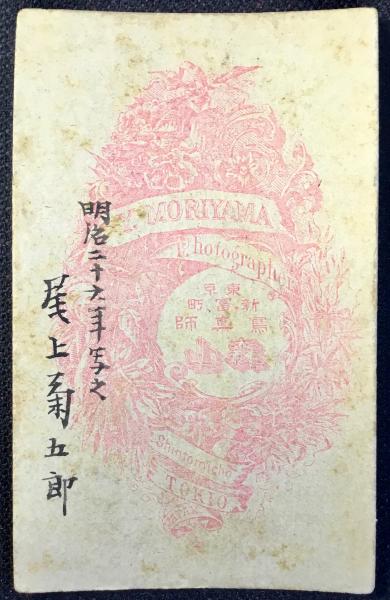 MORIYAMA
Photographer
東京
新富町
寫真師
森山
Shintomicho
TOKIO
JAPAN
明治二十六年写之
尾上菊五郎